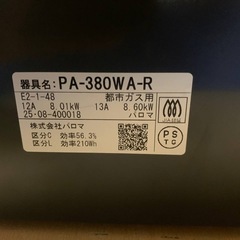 器具名: PA-380WA-R
E2-1-48 都市ガス用
12A 8.01kW 13A 8.60kW
25·08-400018 パロマ
株式会社パロマ
区分C 効率56.3%
区分L 効率210Wh
PS
TG